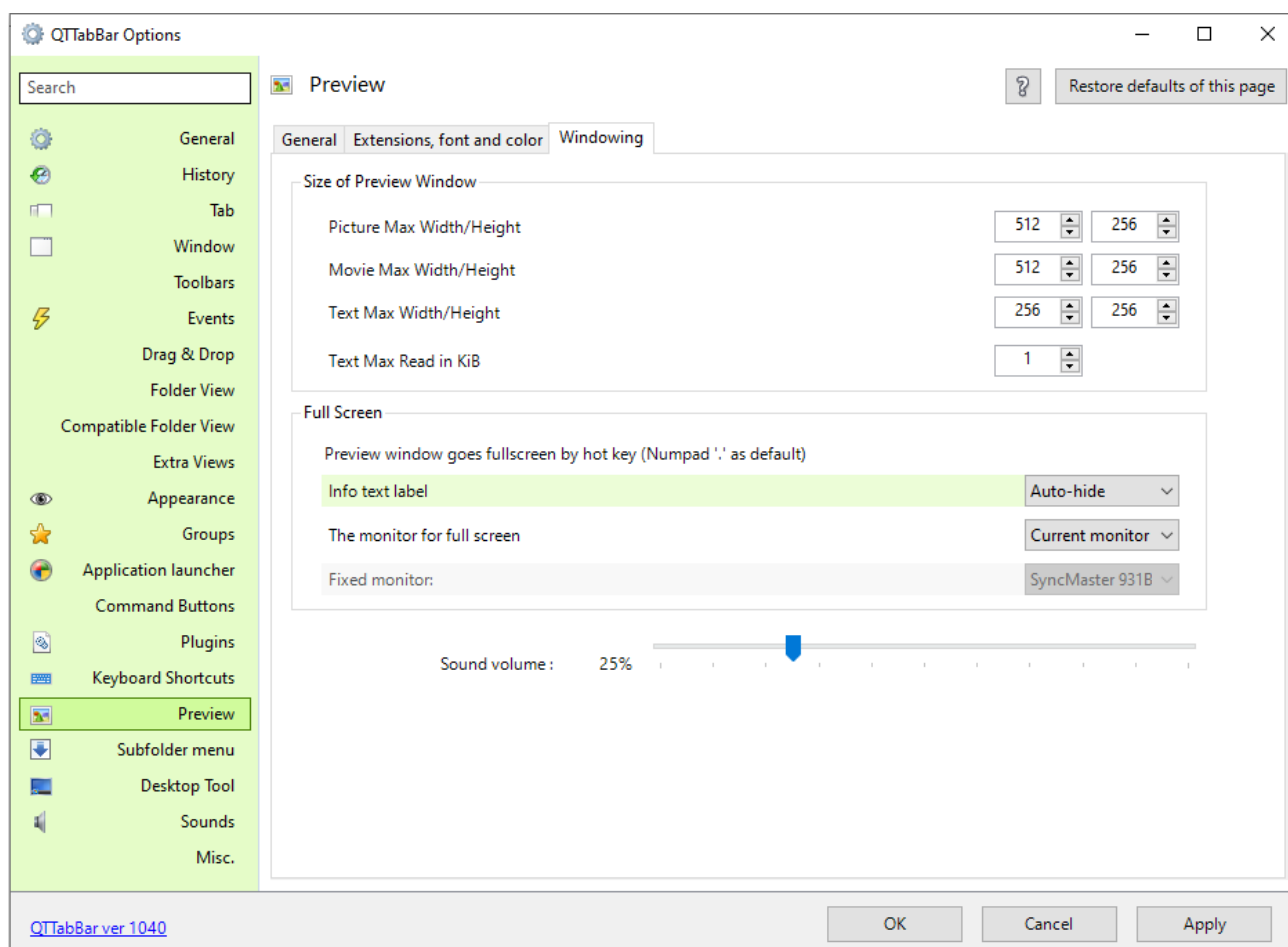 QTTabBar Options
Search
General
History
Tab
Window
Toolbars
Events
Drag & Drop
Folder View
Compatible Folder View
Extra Views
Appearance
Groups
Application launcher
Command Buttons
Plugins
Keyboard Shortcuts
Preview
Subfolder menu
Desktop Tool
Sounds
Misc.
QTTabBar ver 1040
Preview
? Restore defaults of this page
General Extensions, font and color Windowing
Size of Preview Window
Picture Max Width/Height 512 256
Movie Max Width/Height 512 256
Text Max Width/Height 256 256
Text Max Read in KiB 1
Full Screen
Preview window goes fullscreen by hot key (Numpad '.' as default)
Info text label Auto-hide
The monitor for full screen Current monitor
Fixed monitor: SyncMaster 931B
Sound volume : 25%
OK Cancel Apply